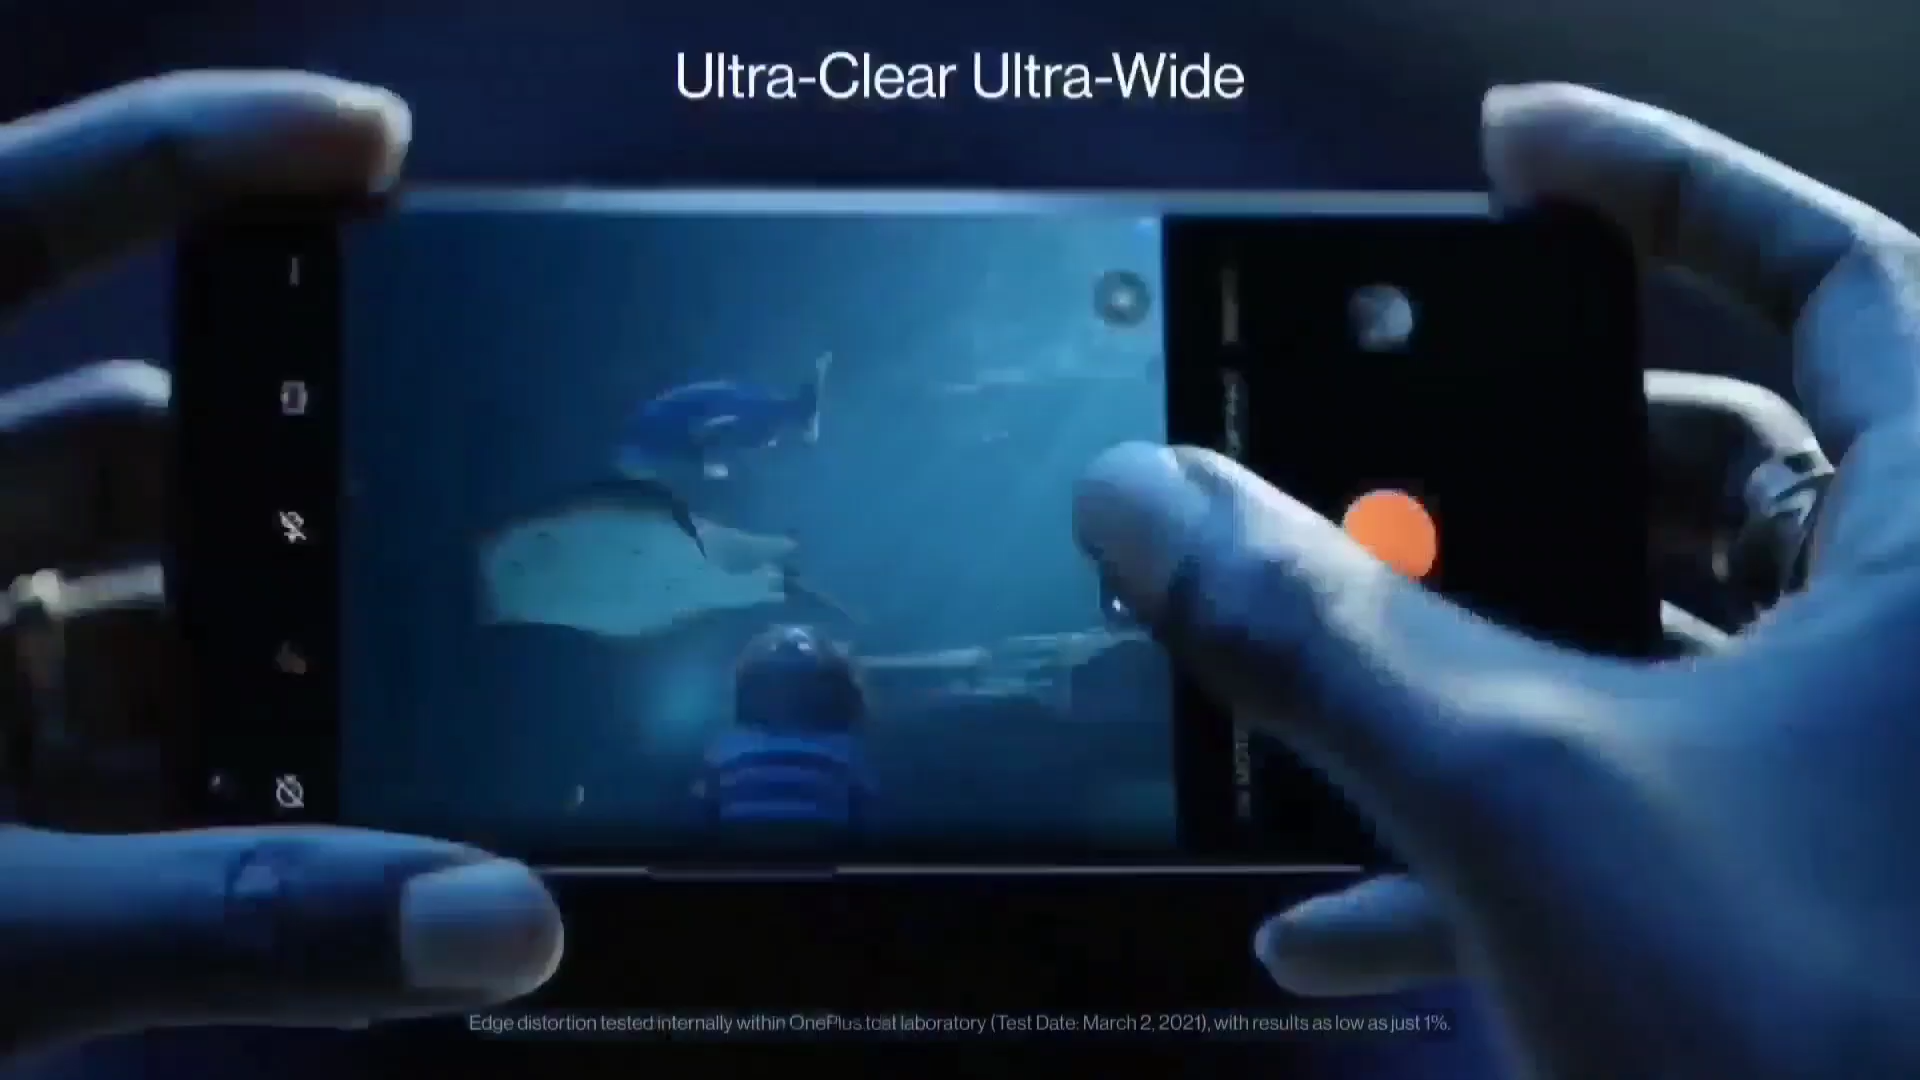 Ultra-Clear Ultra-Wide
Edge distortion tested internally within OnePlus test laboratory (Test Date: March 2, 2021), with results as low as just 1%.